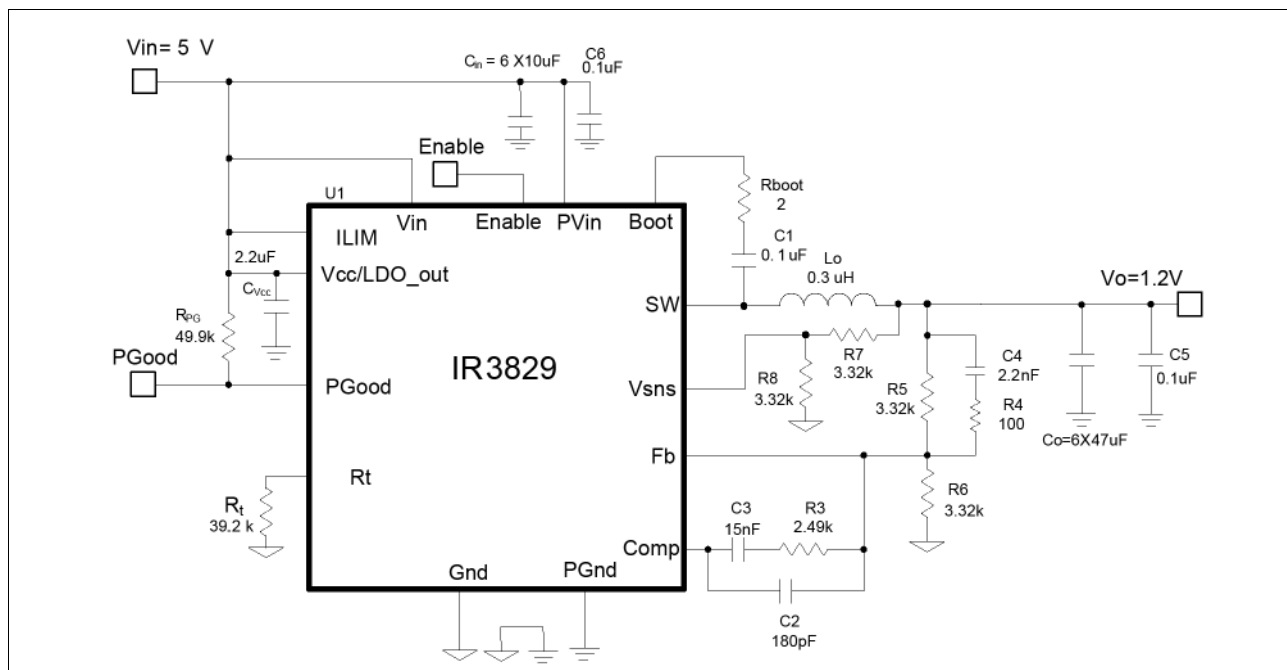 Vin= 5 V
Cin = 6 X10uF
C6
0.1uF
Enable
U1
Vin
Enable
PVin
Boot
Rboot
2
C1
0.1uF
ILIM
2.2uF
Vcc/LDO_out
CVcc
Lo
0.3 uH
Vo=1.2V
SW
RPG
49.9k
PGood
PGood
IR3829
R7
3.32k
R8
3.32k
Vsns
R5
3.32k
C4
2.2nF
R4
100
C5
0.1uF
Co=6X47uF
Fb
Rt
Rt
39.2 k
R6
3.32k
C3
15nF
R3
2.49k
Comp
Gnd
PGnd
C2
180pF